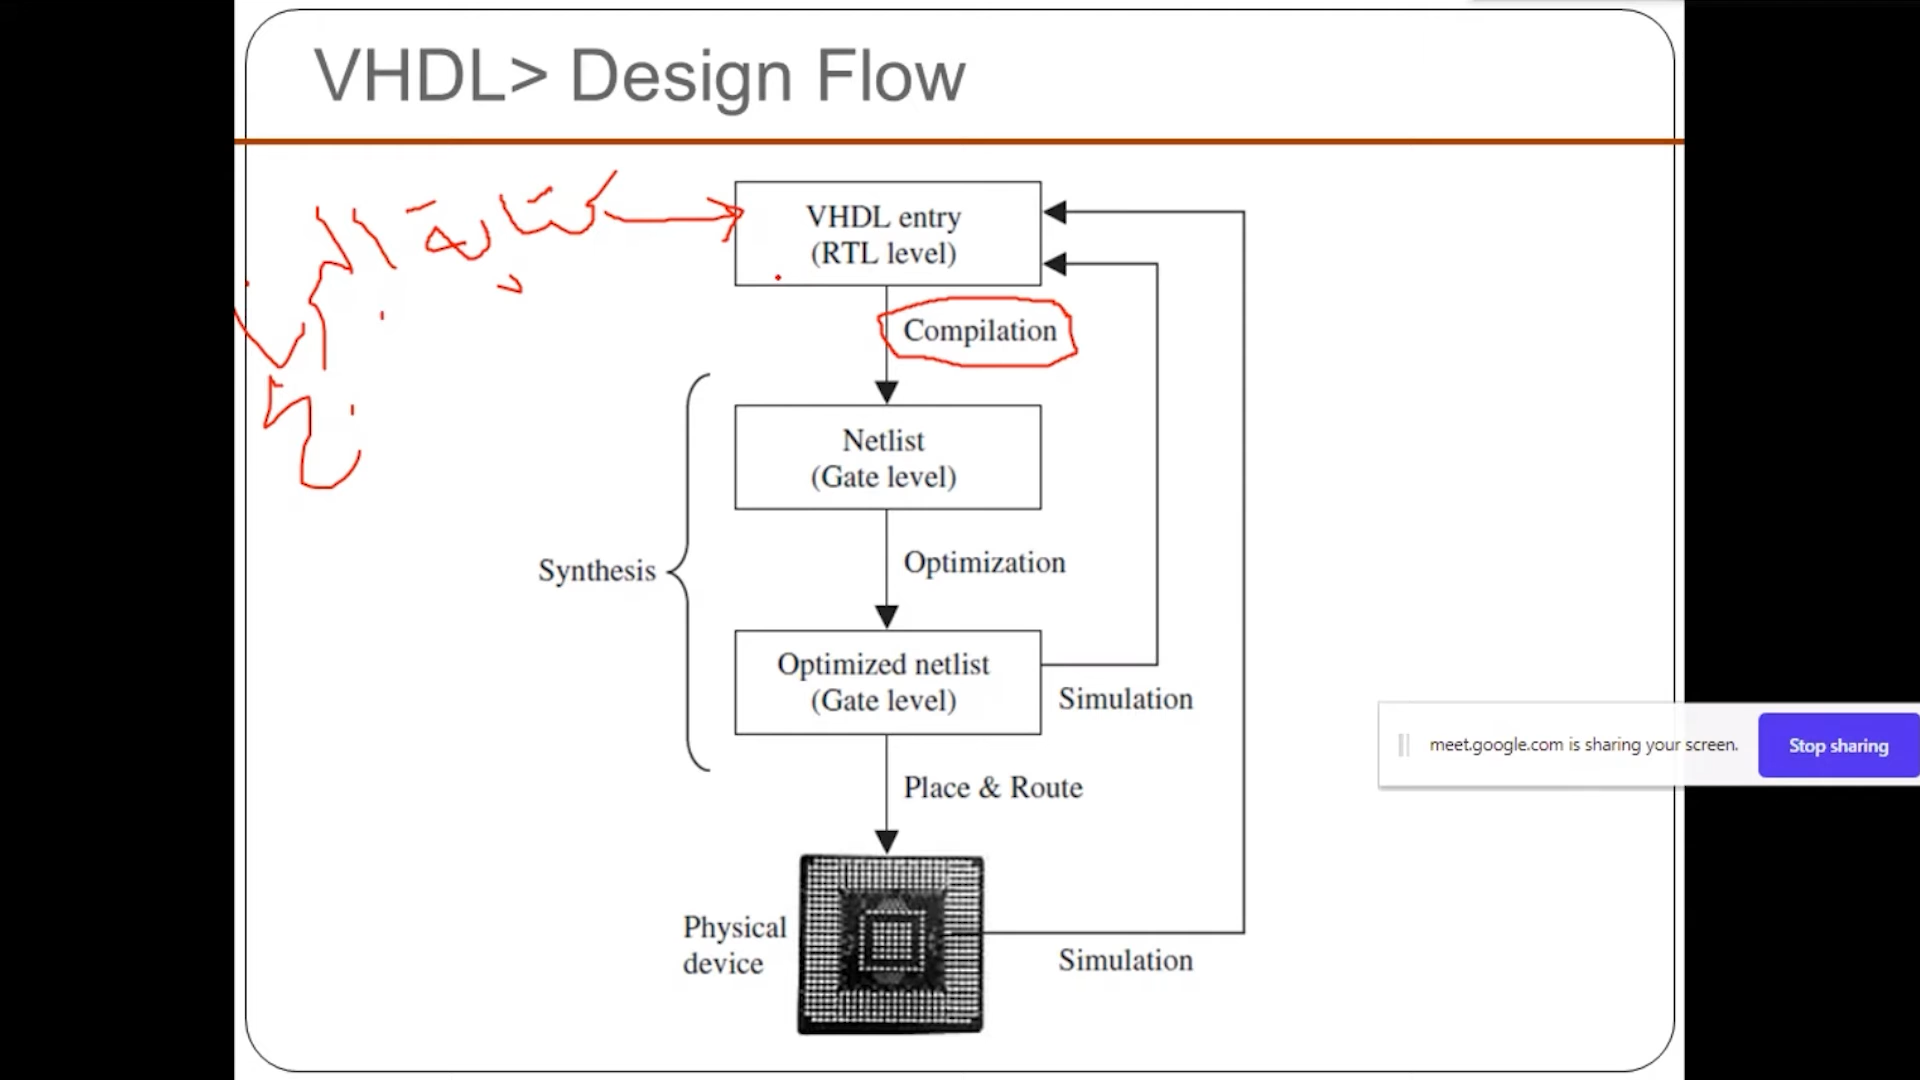 VHDL> Design Flow
كتابة
VHDL entry
(RTL level)
Compilation
Netlist
(Gate level)
Synthesis
Optimization
Optimized netlist
(Gate level)
Simulation
meet.google.com is sharing your screen.
Stop sharing
Place & Route
Physical
device
Simulation